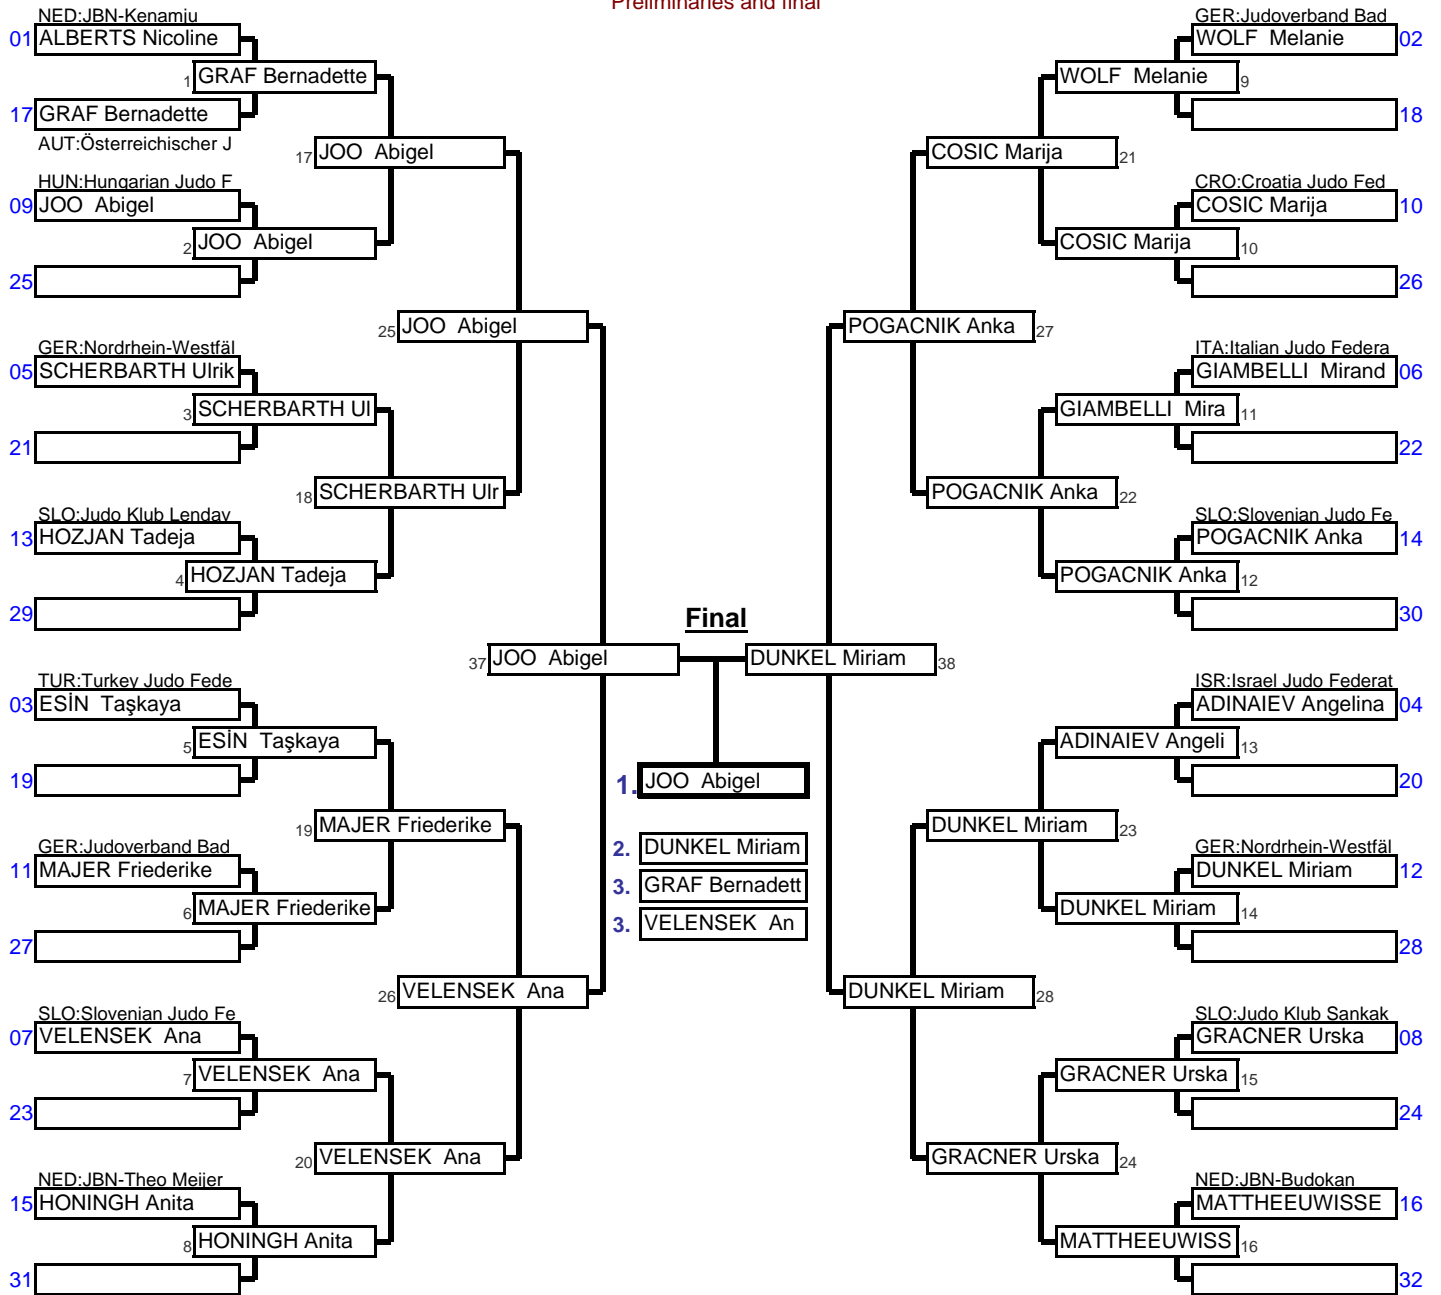 Preliminaries and final
NED:JBN-Kenamju
01 ALBERTS Nicoline
1 GRAF Bernadette
17 GRAF Bernadette
AUT:Österreichischer J
17 JOO Abigel
HUN:Hungarian Judo F
09 JOO Abigel
2 JOO Abigel
25
25 JOO Abigel
GER:Nordrhein-Westfäl
05 SCHERBARTH Ulrik
3 SCHERBARTH Ul
21
18 SCHERBARTH Ulr
SLO:Judo Klub Lendav
13 HOZJAN Tadeja
4 HOZJAN Tadeja
29
37 JOO Abigel
TUR:Turkey Judo Fede
03 ESİN Taşkaya
5 ESİN Taşkaya
19
19 MAJER Friederike
GER:Judoverband Bad
11 MAJER Friederike
6 MAJER Friederike
27
26 VELENSEK Ana
SLO:Slovenian Judo Fe
07 VELENSEK Ana
7 VELENSEK Ana
23
20 VELENSEK Ana
NED:JBN-Theo Meijer
15 HONINGH Anita
8 HONINGH Anita
31
Final
1. JOO Abigel
2. DUNKEL Miriam
3. GRAF Bernadett
3. VELENSEK An
GER:Judoverband Bad
WOLF Melanie 02
WOLF Melanie 9
18
COSIC Marija 21
CRO:Croatia Judo Fed
COSIC Marija 10
COSIC Marija 10
26
POGACNIK Anka 27
ITA:Italian Judo Federa
GIAMBELLI Mirand 06
GIAMBELLI Mira 11
22
POGACNIK Anka 22
SLO:Slovenian Judo Fe
POGACNIK Anka 14
POGACNIK Anka 12
30
DUNKEL Miriam 38
ISR:Israel Judo Federat
ADINAIEV Angelina 04
ADINAIEV Angeli 13
20
DUNKEL Miriam 23
GER:Nordrhein-Westfäl
DUNKEL Miriam 12
DUNKEL Miriam 14
28
DUNKEL Miriam 28
SLO:Judo Klub Sankak
GRACNER Urska 08
GRACNER Urska 15
24
GRACNER Urska 24
NED:JBN-Budokan
MATTHEEUWISSE 16
MATTHEEUWISS 16
32